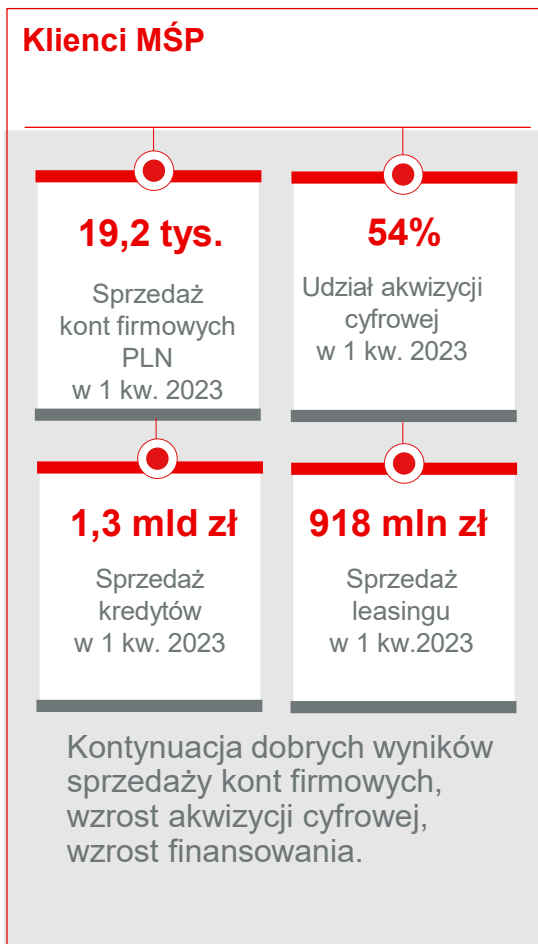 Klienci MŚP
19,2 tys.
Sprzedaż
kont firmowych
PLN
w 1 kw. 2023
54%
Udział akwizycji
cyfrowej
w 1 kw. 2023
1,3 mld zł
Sprzedaż
kredytów
w 1 kw. 2023
918 mln zł
Sprzedaż
leasingu
w 1 kw.2023
Kontynuacja dobrych wyników
sprzedaży kont firmowych,
wzrost akwizycji cyfrowej,
wzrost finansowania.